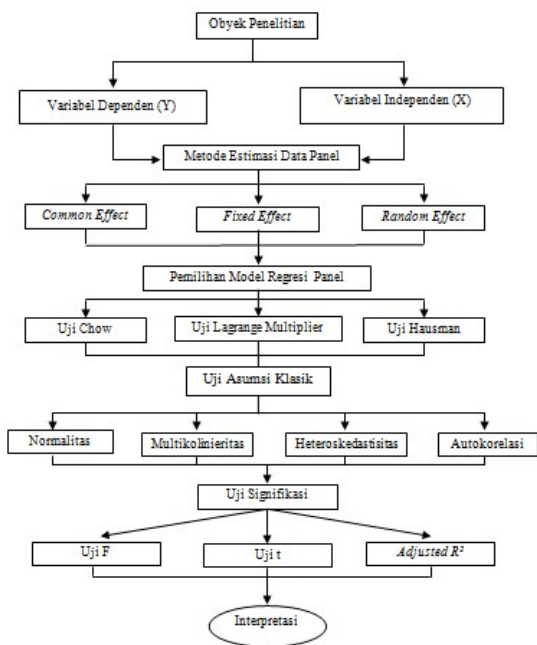 Obyek Penelitian
Variabel Dependen (Y)
Variabel Independen (X)
Metode Estimasi Data Panel
Common Effect
Fixed Effect
Random Effect
Pemilihan Model Regresi Panel
Uji Chow
Uji Lagrange Multiplier
Uji Hausman
Uji Asumsi Klasik
Normalitas
Multikolinieritas
Heteroskedastisitas
Autokorelasi
Uji Signifikasi
Uji F
Uji t
Adjusted R²
Interpretasi